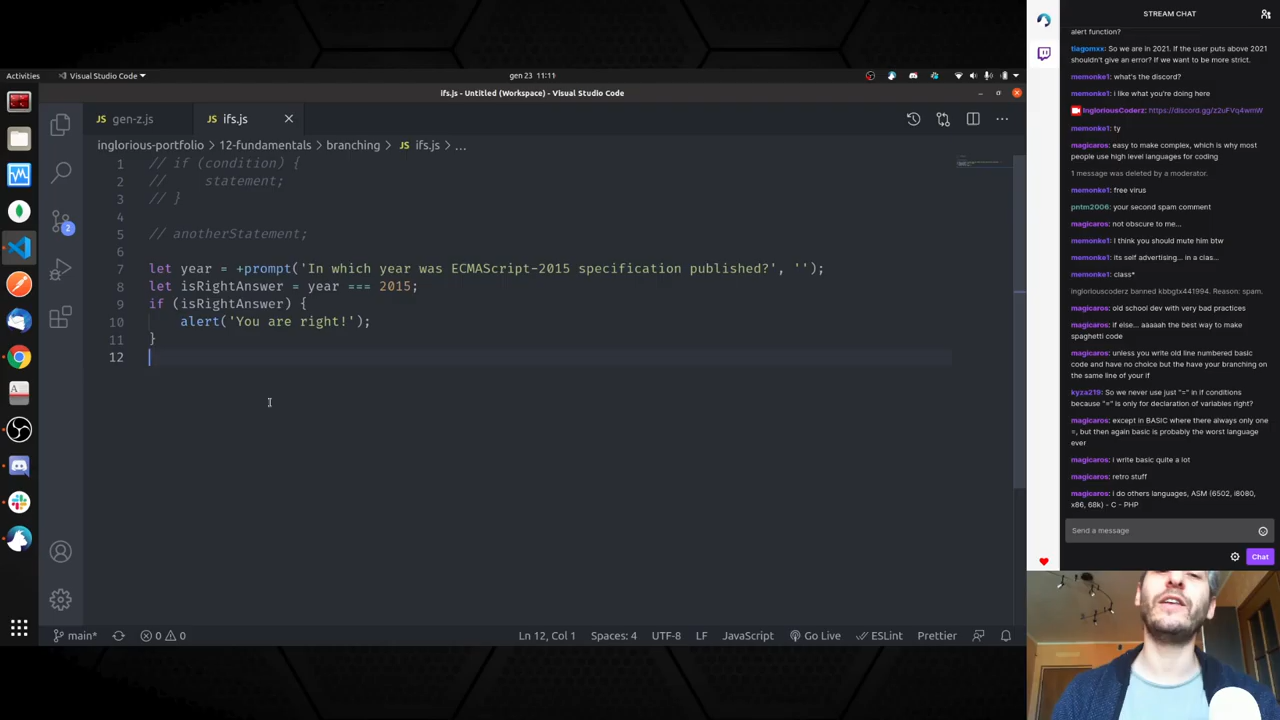 Activities
Visual Studio Code
gen 23 11:11
ifs.js - Untitled (Workspace) - Visual Studio Code
gen-z.js
ifs.js
inglorious-portfolio > 12-fundamentals > branching > ifs.js > ...
1 // if (condition) {
2 //     statement;
3 // }
4
5 // anotherStatement;
6
7 let year = +prompt('In which year was ECMAScript-2015 specification published?', '');
8 let isRightAnswer = year === 2015;
9 if (isRightAnswer) {
10     alert('You are right!');
11 }
12
2
main*
0 0
Ln 12, Col 1
Spaces: 4
UTF-8
LF
JavaScript
Go Live
ESLint
Prettier
STREAM CHAT
alert function?
tiagomxx: So we are in 2021. If the user puts above 2021
shouldn't give an error? If we want to be more strict.
memonke1: what's the discord?
memonke1: i like what you're doing here
IngloriousCoderz: https://discord.gg/z2uFVq4wmW
memonke1: ty
magicaros: easy to make complex, which is why most
people use high level languages for coding
1 message was deleted by a moderator.
memonke1: free virus
pntm2006: your second spam comment
magicaros: not obscure to me...
memonke1: I think you should mute him btw
memonke1: its self advertising... in a clas...
memonke1: class*
ingloriouscoderz banned kbbgtx441994. Reason: spam.
magicaros: old school dev with very bad practices
magicaros: if else... aaaaah the best way to make
spaghetti code
magicaros: unless you write old line numbered basic
code and have no choice but the have your branching on
the same line of your if
kyza219: So we never use just "=" in if conditions
because "=" is only for declaration of variables right?
magicaros: except in BASIC where there always only one
=, but then again basic is probably the worst language
ever
magicaros: i write basic quite a lot
magicaros: retro stuff
magicaros: i do others languages, ASM (6502, i8080,
x86, 68k) - C - PHP
Send a message
Chat